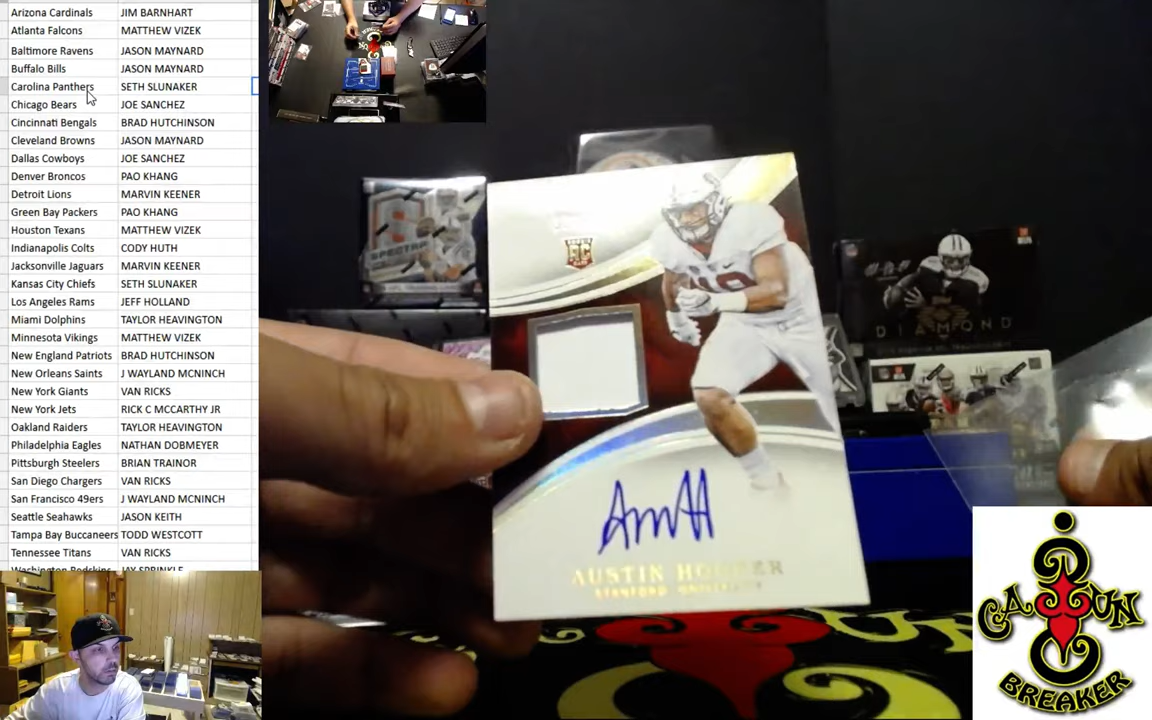 Arizona Cardinals JIM BARNHART
Atlanta Falcons MATTHEW VIZEK
Baltimore Ravens JASON MAYNARD
Buffalo Bills JASON MAYNARD
Carolina Panthers SETH SLUNAKER
Chicago Bears JOE SANCHEZ
Cincinnati Bengals BRAD HUTCHINSON
Cleveland Browns JASON MAYNARD
Dallas Cowboys JOE SANCHEZ
Denver Broncos PAO KHANG
Detroit Lions MARVIN KEENER
Green Bay Packers PAO KHANG
Houston Texans MATTHEW VIZEK
Indianapolis Colts CODY HUTH
Jacksonville Jaguars MARVIN KEENER
Kansas City Chiefs SETH SLUNAKER
Los Angeles Rams JEFF HOLLAND
Miami Dolphins TAYLOR HEAVINGTON
Minnesota Vikings MATTHEW VIZEK
New England Patriots BRAD HUTCHINSON
New Orleans Saints J WAYLAND MCNINCH
New York Giants VAN RICKS
New York Jets RICK C MCCARTHY JR
Oakland Raiders TAYLOR HEAVINGTON
Philadelphia Eagles NATHAN DOBMEYER
Pittsburgh Steelers BRIAN TRAINOR
San Diego Chargers VAN RICKS
San Francisco 49ers J WAYLAND MCNINCH
Seattle Seahawks JASON KEITH
Tampa Bay Buccaneers TODD WESTCOTT
Tennessee Titans VAN RICKS
Washington Redskins JAY SPRINKLE
SPECTRA
RC
AUSTIN HOOPER
STANFORD UNIVERSITY
DIAMOND
UN
CAJUN
BREAKER